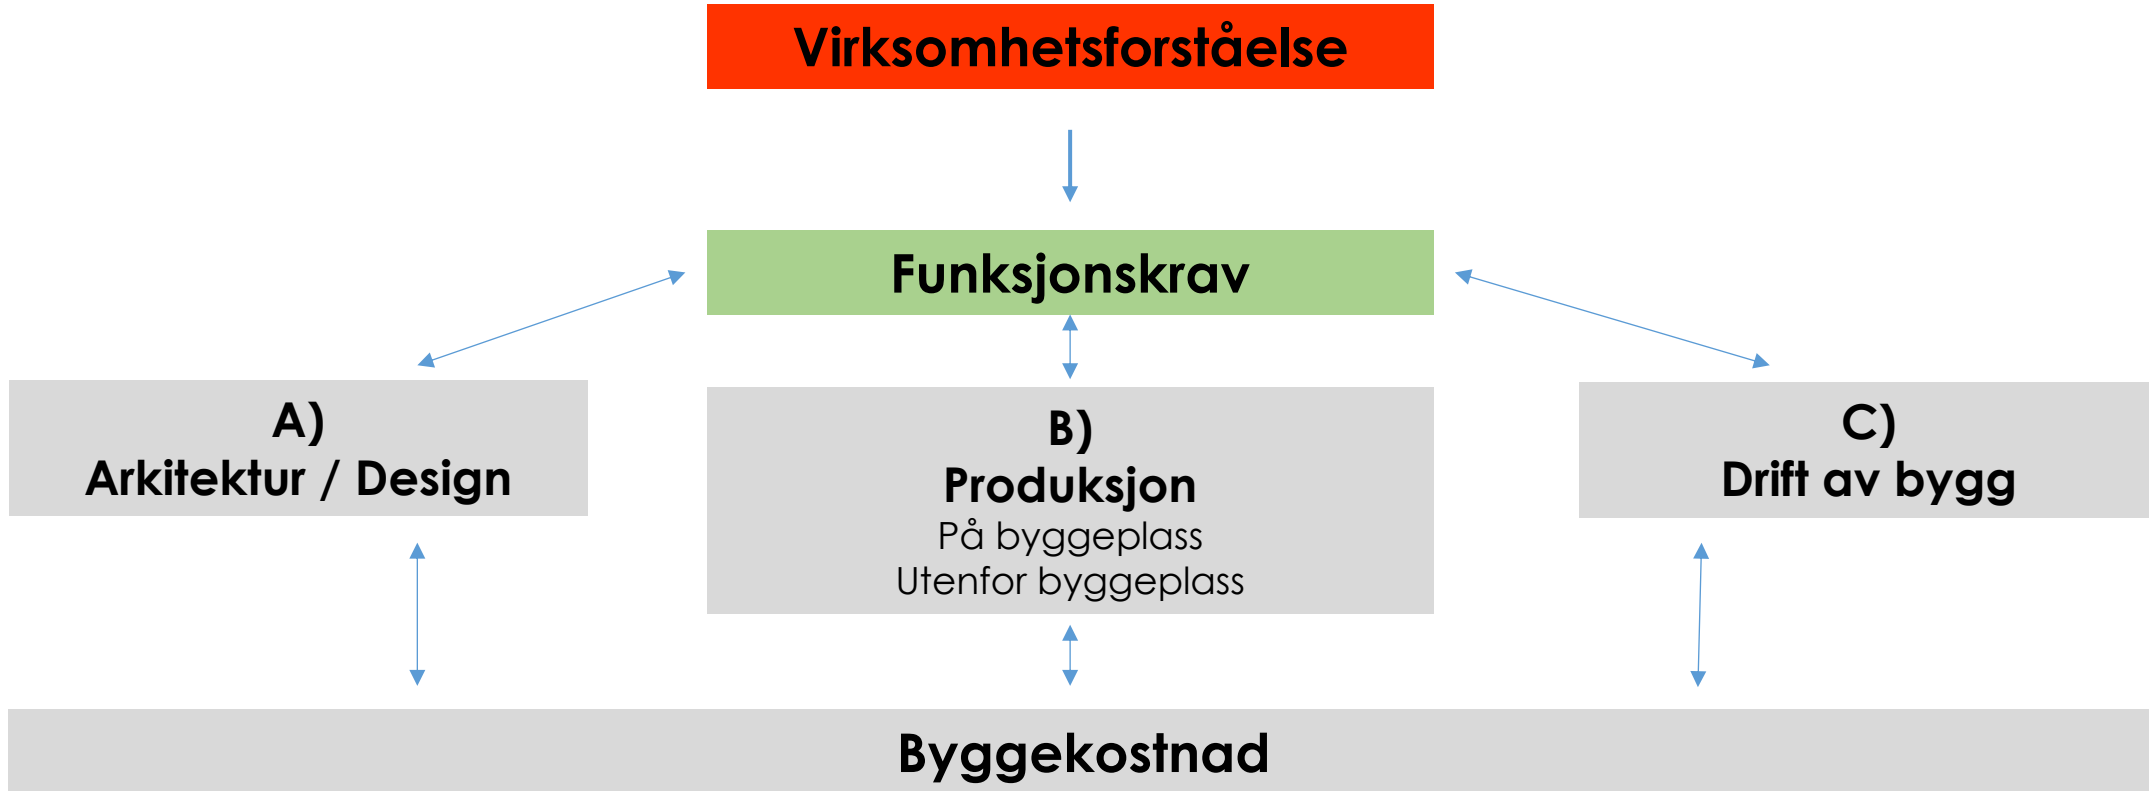 Virksomhetsforståelse
Funksjonskrav
A)
Arkitektur / Design
B)
Produksjon
På byggeplass
Utenfor byggeplass
C)
Drift av bygg
Byggekostnad